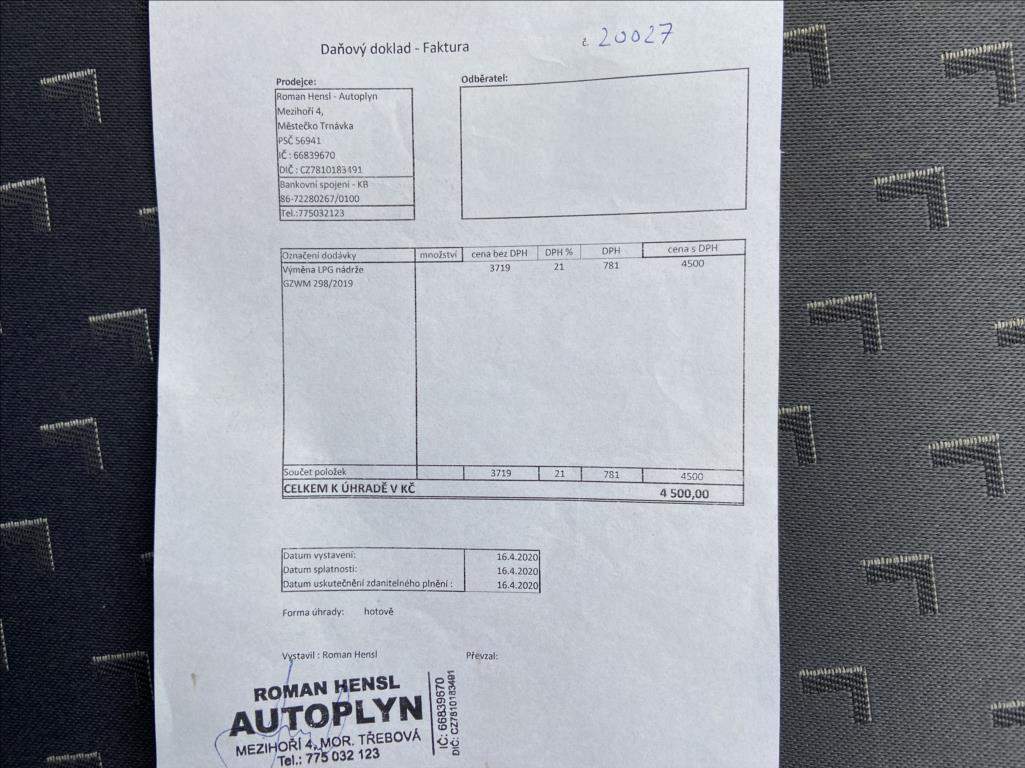 Daňový doklad - Faktura
č. 20027
Prodejce:
Odběratel:
Roman Hensl - Autoplyn
Mezihoří 4,
Městečko Trnávka
PSČ 56941
IČ : 66839670
DIČ : CZ7810183491
Bankovní spojení - KB
86-72280267/0100
Tel.:775032123
Označení dodávky množství cena bez DPH DPH % DPH cena s DPH
Výměna LPG nádrže 3719 21 781 4500
GZWM 298/2019
Součet položek 3719 21 781 4500
CELKEM K ÚHRADĚ V KČ 4 500,00
Datum vystavení: 16.4.2020
Datum splatnosti: 16.4.2020
Datum uskutečnění zdanitelného plnění : 16.4.2020
Forma úhrady: hotově
Vystavil : Roman Hensl Převzal:
ROMAN HENSL
AUTOPLYN
MEZIHOŘÍ 4, MOR. TŘEBOVÁ
Tel.: 775 032 123
IČ: 66839670
DIČ: CZ7810183491